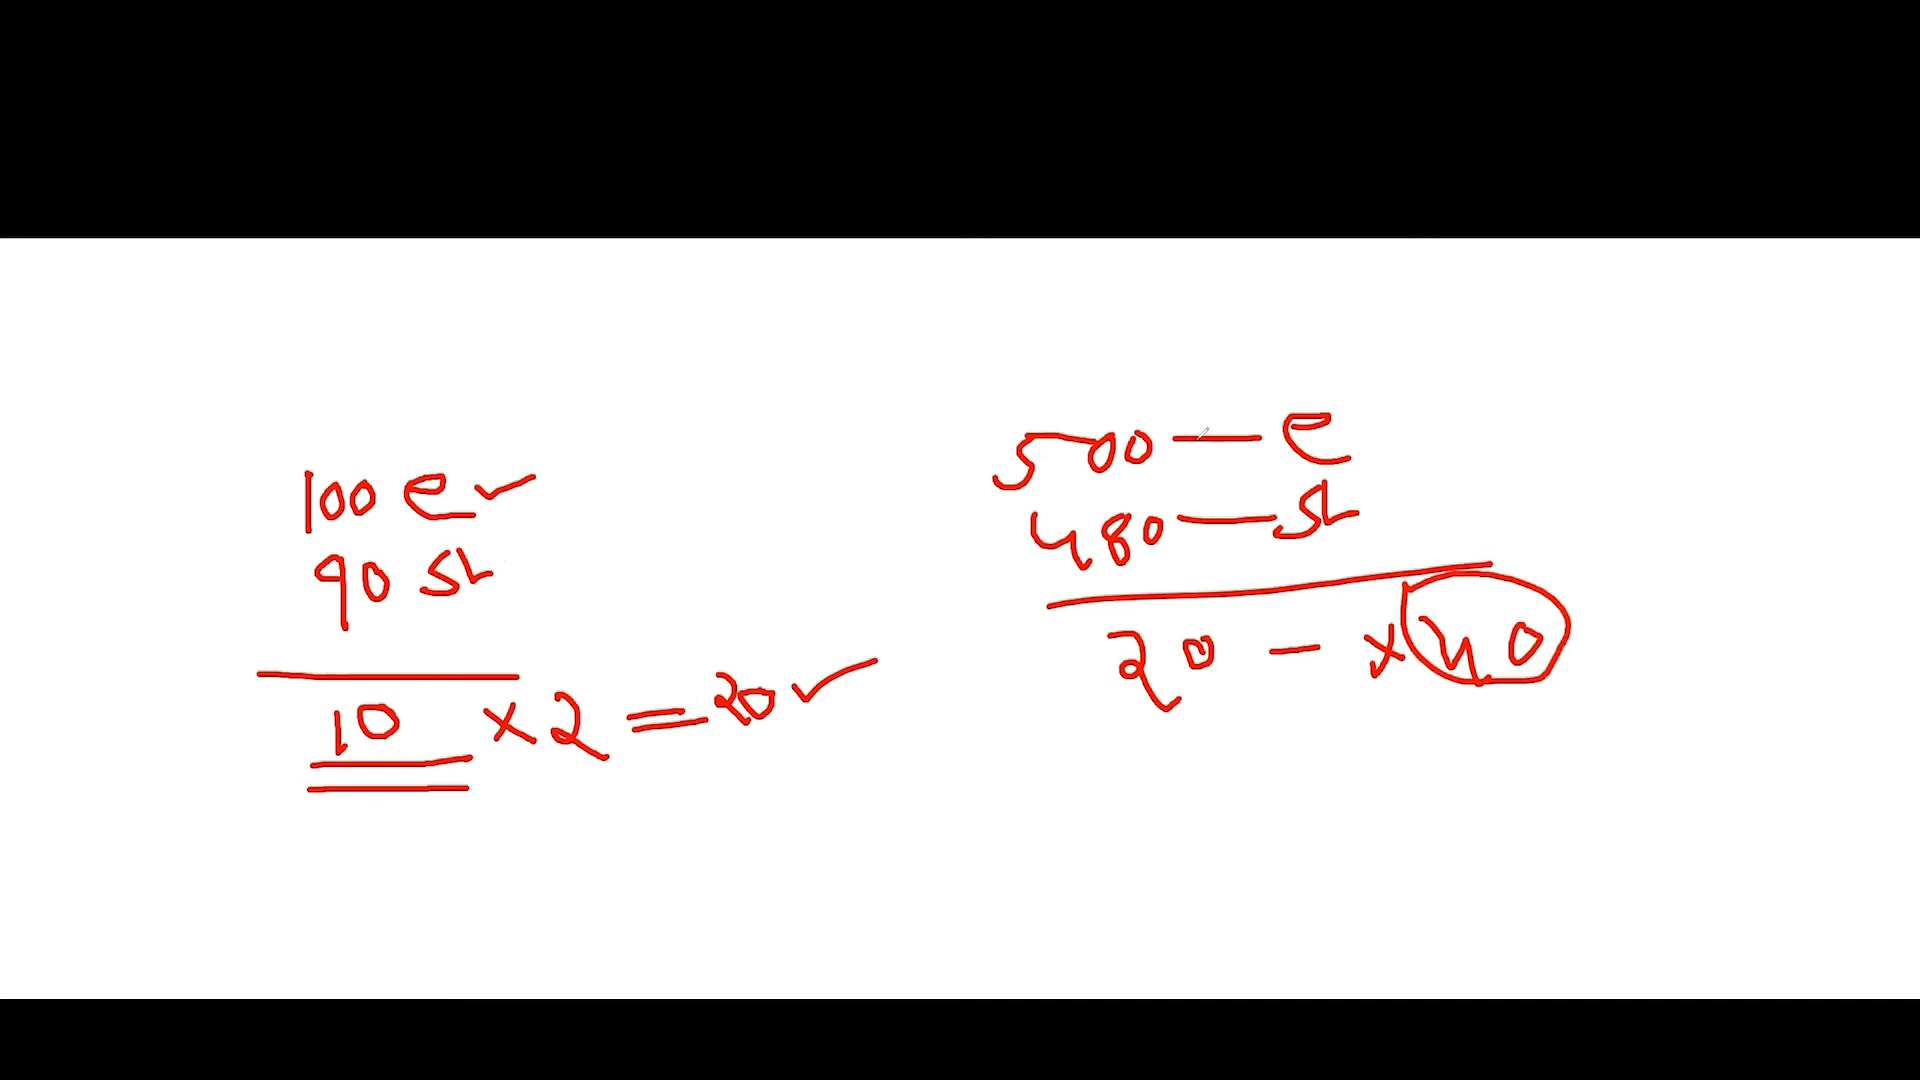 100 e ✓
90 SL
10 × 2 = 20 ✓
500 — e
480 — SL
20 - × 40